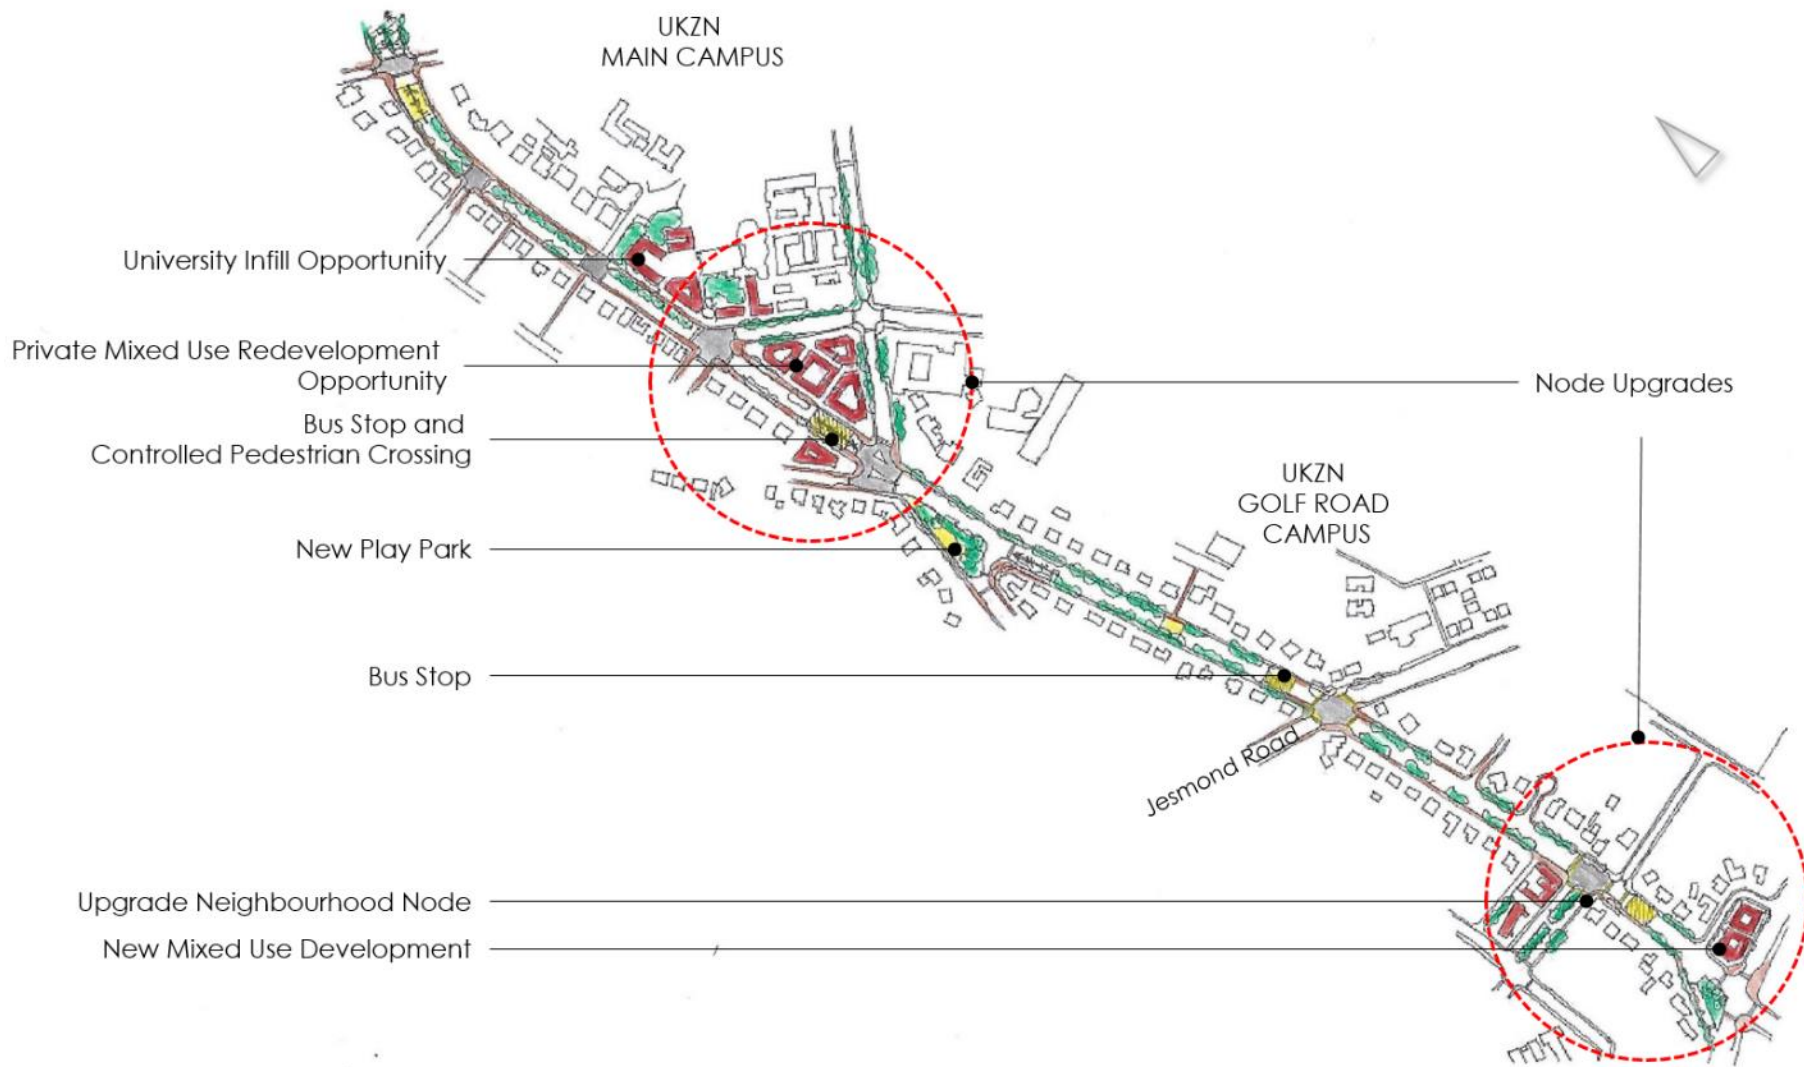 UKZN
MAIN CAMPUS
University Infill Opportunity
Private Mixed Use Redevelopment
Opportunity
Node Upgrades
Bus Stop and
Controlled Pedestrian Crossing
UKZN
GOLF ROAD
CAMPUS
New Play Park
Bus Stop
Jesmond Road
Upgrade Neighbourhood Node
New Mixed Use Development